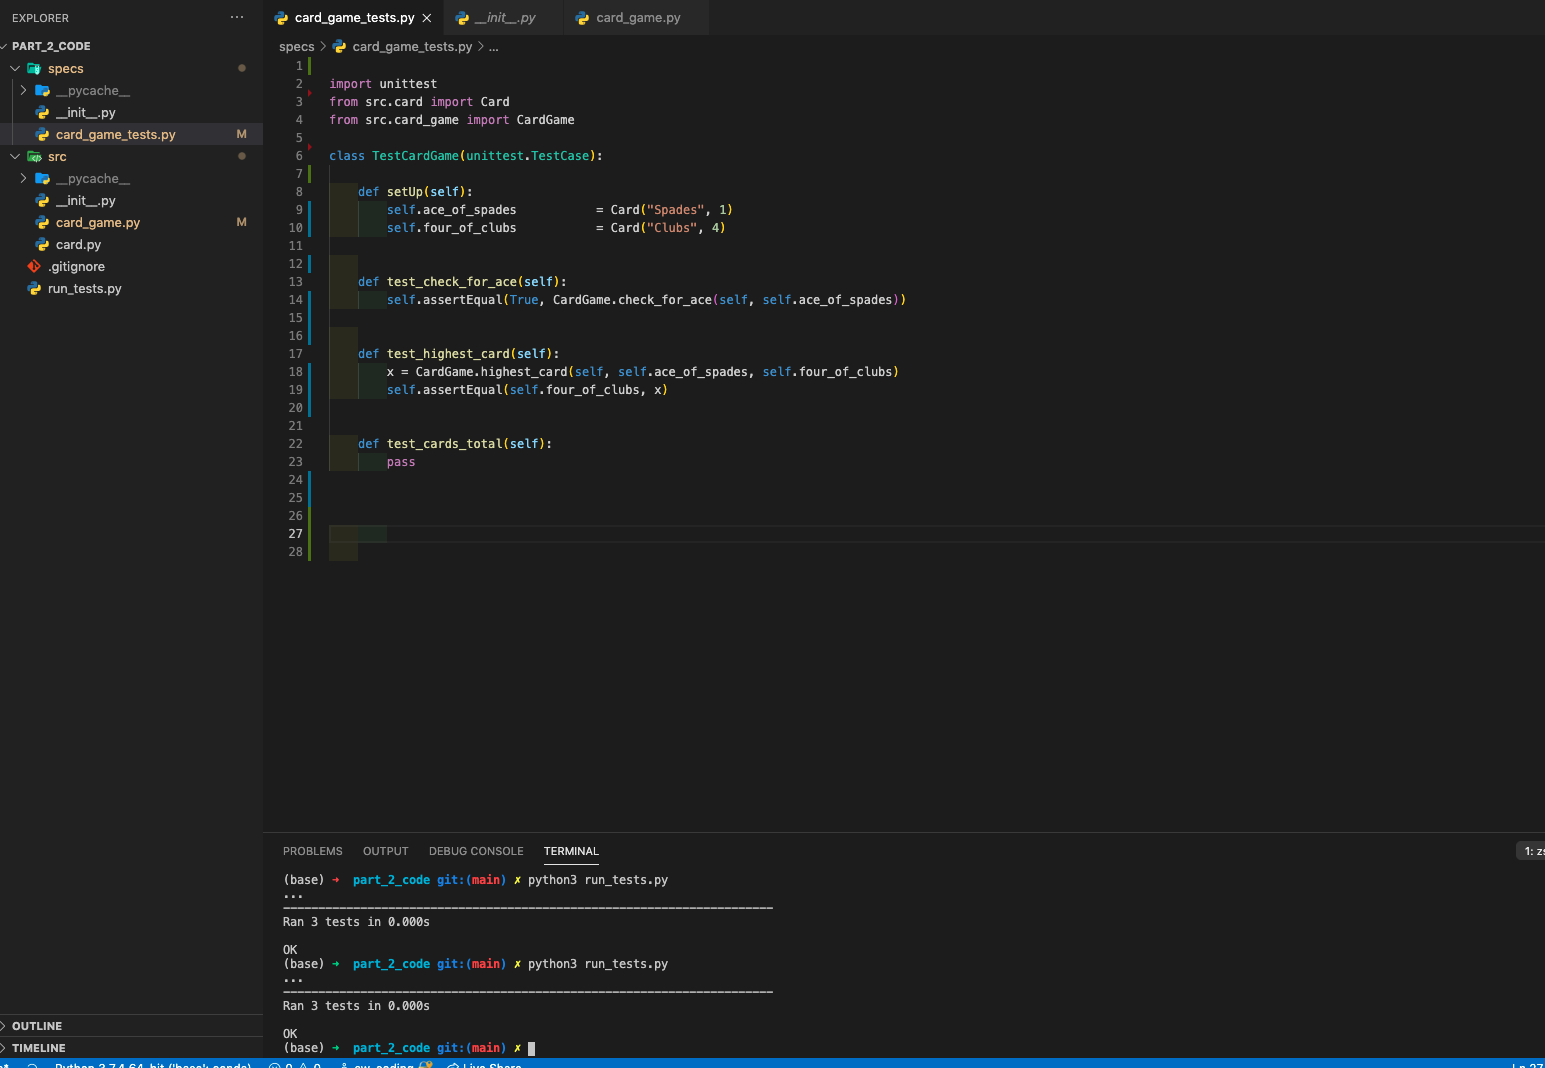 EXPLORER
PART_2_CODE
specs
__pycache__
__init__.py
card_game_tests.py M
src
__pycache__
__init__.py
card_game.py M
card.py
.gitignore
run_tests.py
OUTLINE
TIMELINE
card_game_tests.py __init__.py card_game.py
specs > card_game_tests.py > ...
1
2 import unittest
3 from src.card import Card
4 from src.card_game import CardGame
5
6 class TestCardGame(unittest.TestCase):
7
8 def setUp(self):
9 self.ace_of_spades = Card("Spades", 1)
10 self.four_of_clubs = Card("Clubs", 4)
11
12
13 def test_check_for_ace(self):
14 self.assertEqual(True, CardGame.check_for_ace(self, self.ace_of_spades))
15
16
17 def test_highest_card(self):
18 x = CardGame.highest_card(self, self.ace_of_spades, self.four_of_clubs)
19 self.assertEqual(self.four_of_clubs, x)
20
21
22 def test_cards_total(self):
23 pass
24
25
26
27
28
PROBLEMS OUTPUT DEBUG CONSOLE TERMINAL 1: zs
(base) → part_2_code git:(main) ✗ python3 run_tests.py
...
----------------------------------------------------------------------
Ran 3 tests in 0.000s
OK
(base) → part_2_code git:(main) ✗ python3 run_tests.py
...
----------------------------------------------------------------------
Ran 3 tests in 0.000s
OK
(base) → part_2_code git:(main) ✗
Python 3.7.4 64-bit ('base': conda) 0 0 Live Share Ln 27